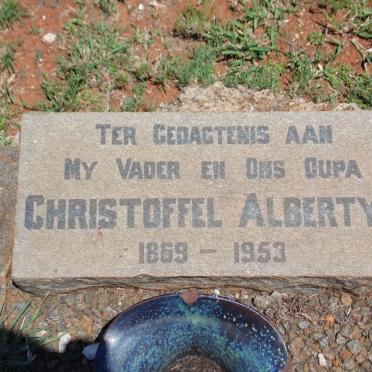 TER GEDAGTENIS AAN
MY VADER EN ONS OUPA
CHRISTOFFEL ALBERTY
1869 – 1953